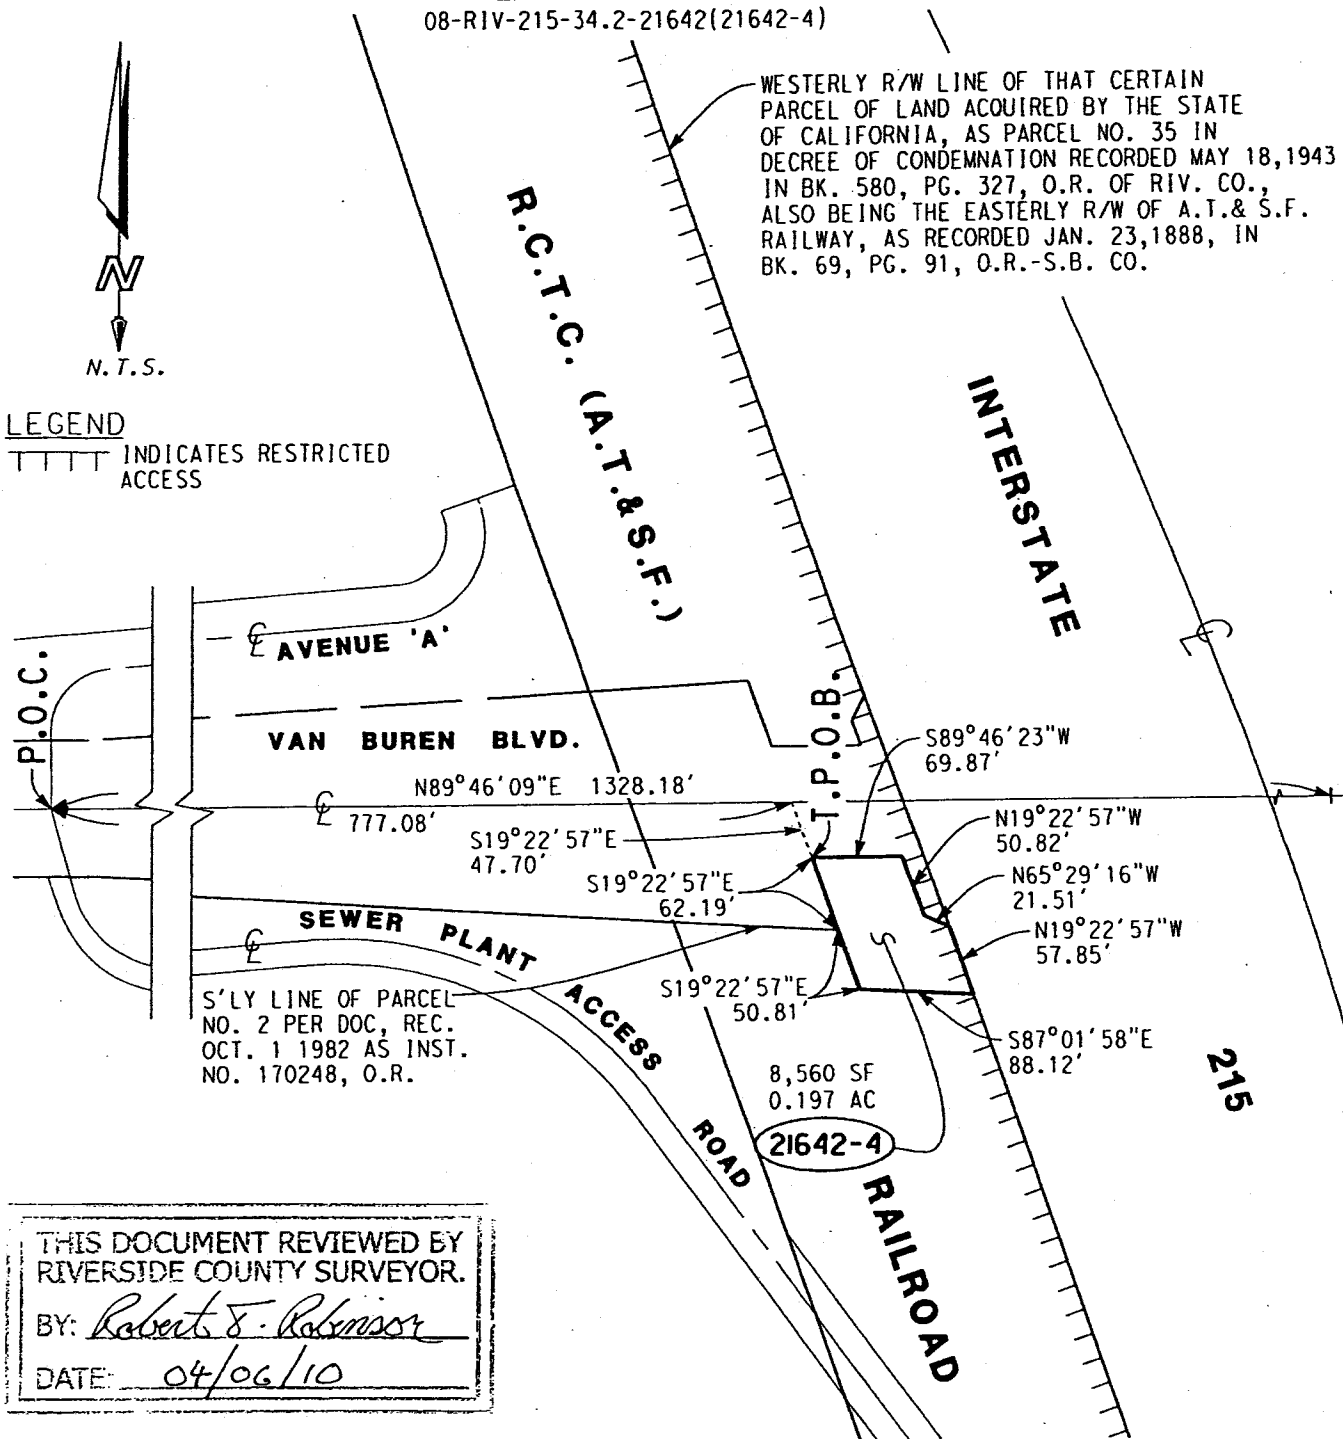 08-RIV-215-34.2-21642(21642-4)
WESTERLY R/W LINE OF THAT CERTAIN
PARCEL OF LAND ACQUIRED BY THE STATE
OF CALIFORNIA, AS PARCEL NO. 35 IN
DECREE OF CONDEMNATION RECORDED MAY 18,1943
IN BK. 580, PG. 327, O.R. OF RIV. CO.,
ALSO BEING THE EASTERLY R/W OF A.T.& S.F.
RAILWAY, AS RECORDED JAN. 23,1888, IN
BK. 69, PG. 91, O.R.-S.B. CO.
N
N.T.S.
LEGEND
INDICATES RESTRICTED
ACCESS
R.C.T.C. (A.T.&S.F.)
INTERSTATE
℄
℄ AVENUE 'A'
P.O.C.
T.P.O.B.
VAN BUREN BLVD.
S89°46'23"W
69.87'
N89°46'09"E 1328.18'
℄ 777.08'
S19°22'57"E
47.70'
N19°22'57"W
50.82'
S19°22'57"E
62.19'
N65°29'16"W
21.51'
N19°22'57"W
57.85'
℄ SEWER PLANT ACCESS ROAD
S19°22'57"E
50.81'
S'LY LINE OF PARCEL
NO. 2 PER DOC, REC.
OCT. 1 1982 AS INST.
NO. 170248, O.R.
S87°01'58"E
88.12'
215
8,560 SF
0.197 AC
21642-4
RAILROAD
THIS DOCUMENT REVIEWED BY
RIVERSIDE COUNTY SURVEYOR.
BY: Robert J. Robinson
DATE: 04/06/10